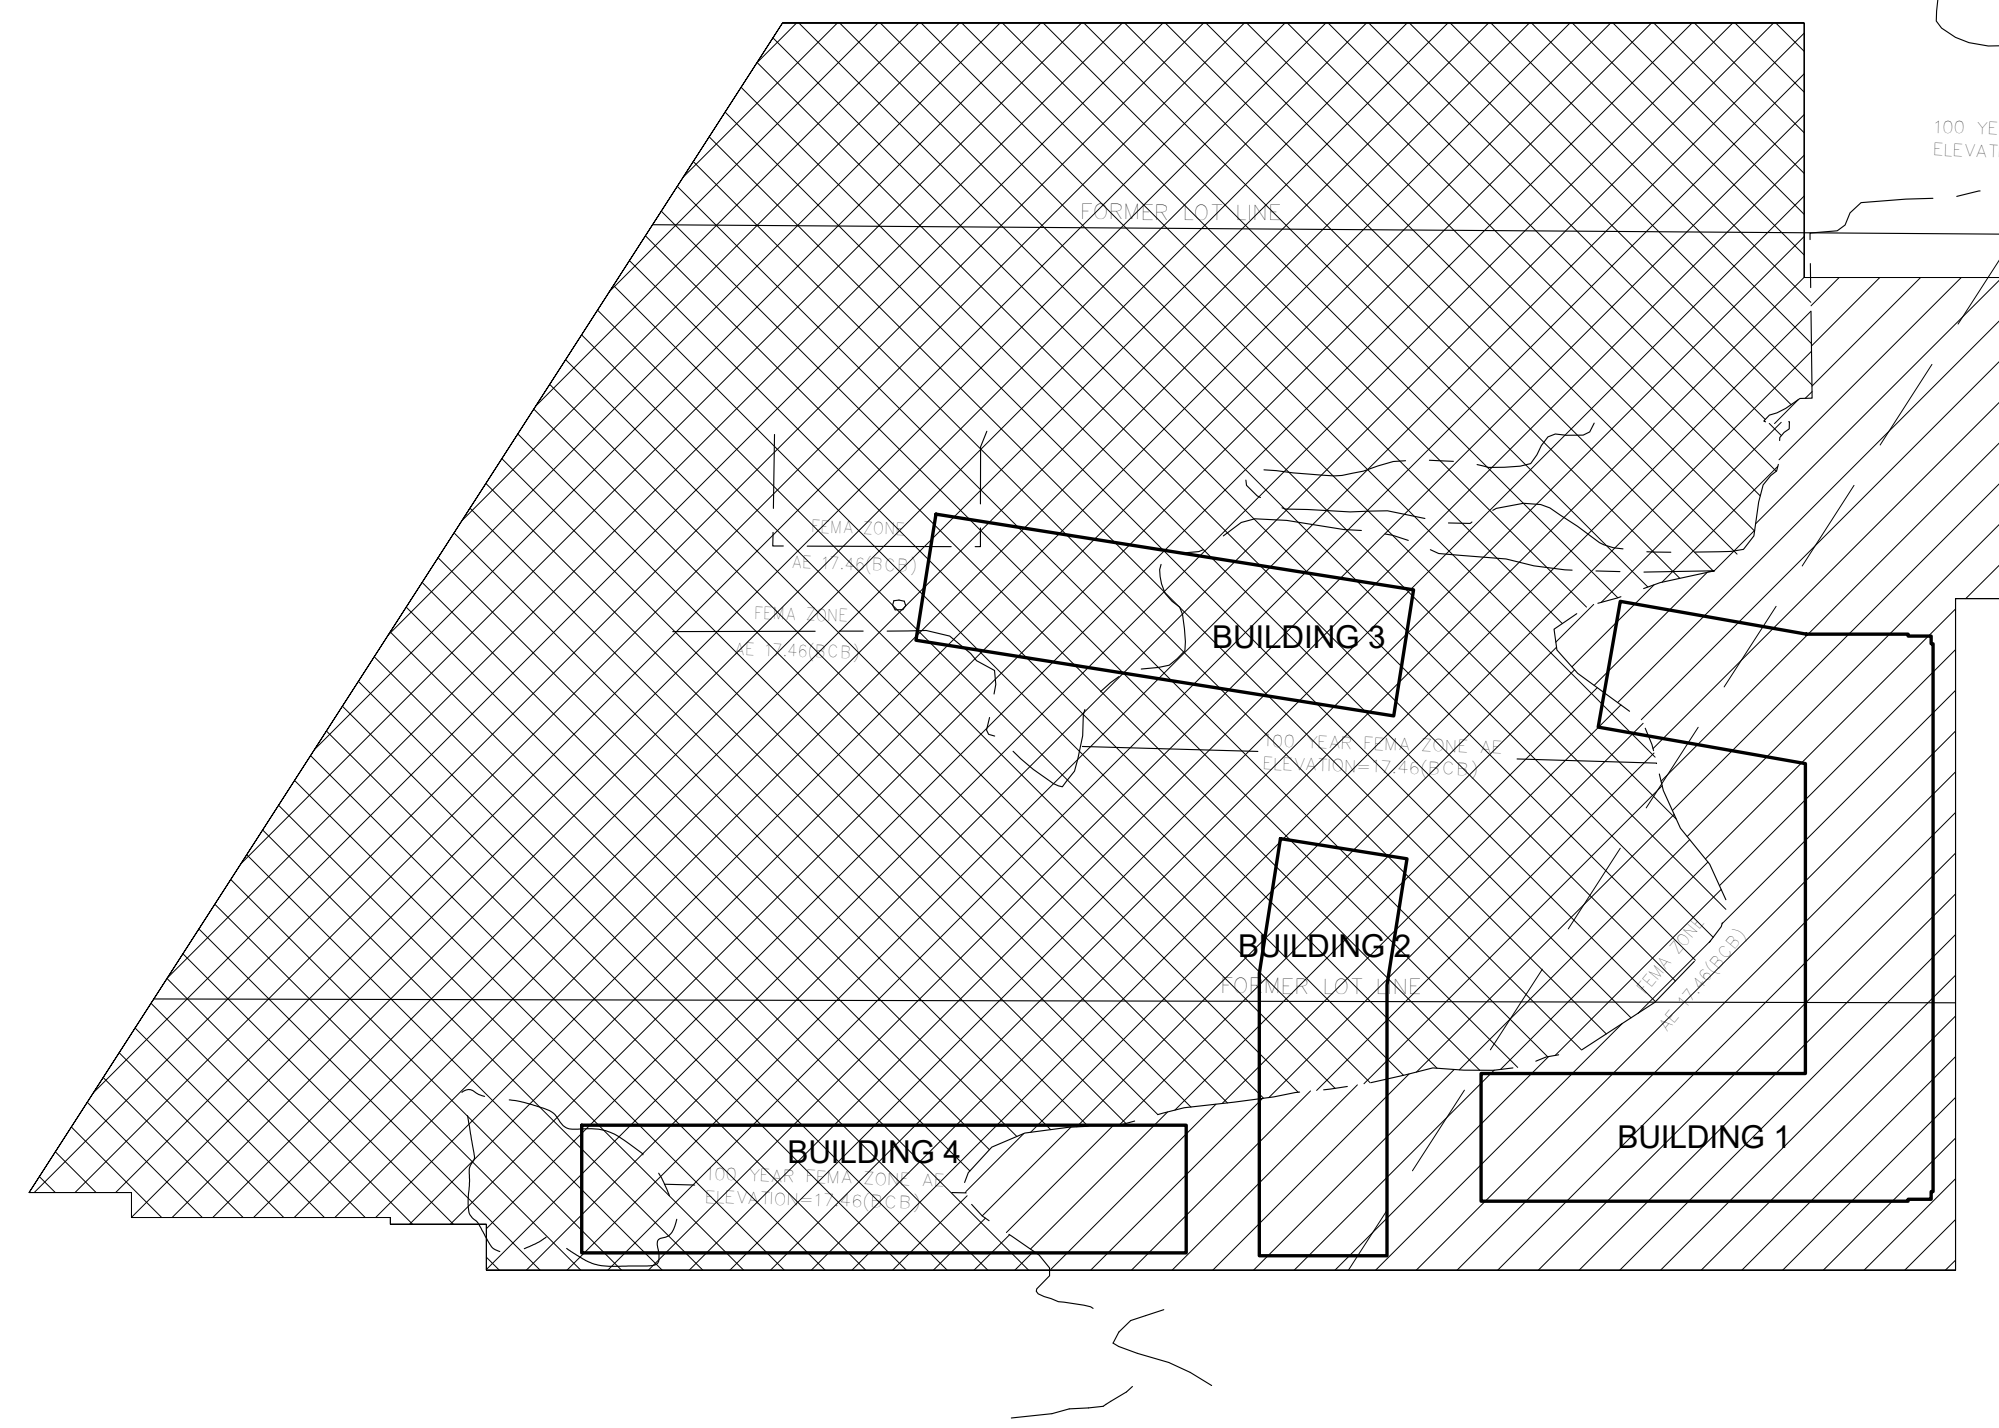 100 YE
ELEVAT
FORMER LOT LINE
FEMA ZONE
AE 17.46(BCB)
FEMA ZONE
AE 17.46(BCB)
BUILDING 3
100 YEAR FEMA ZONE AE
ELEVATION=17.46(BCB)
BUILDING 2
FORMER LOT LINE
FEMA ZONE
AE 17.46(BCB)
BUILDING 1
BUILDING 4
100 YEAR FEMA ZONE AE
ELEVATION=17.46(BCB)